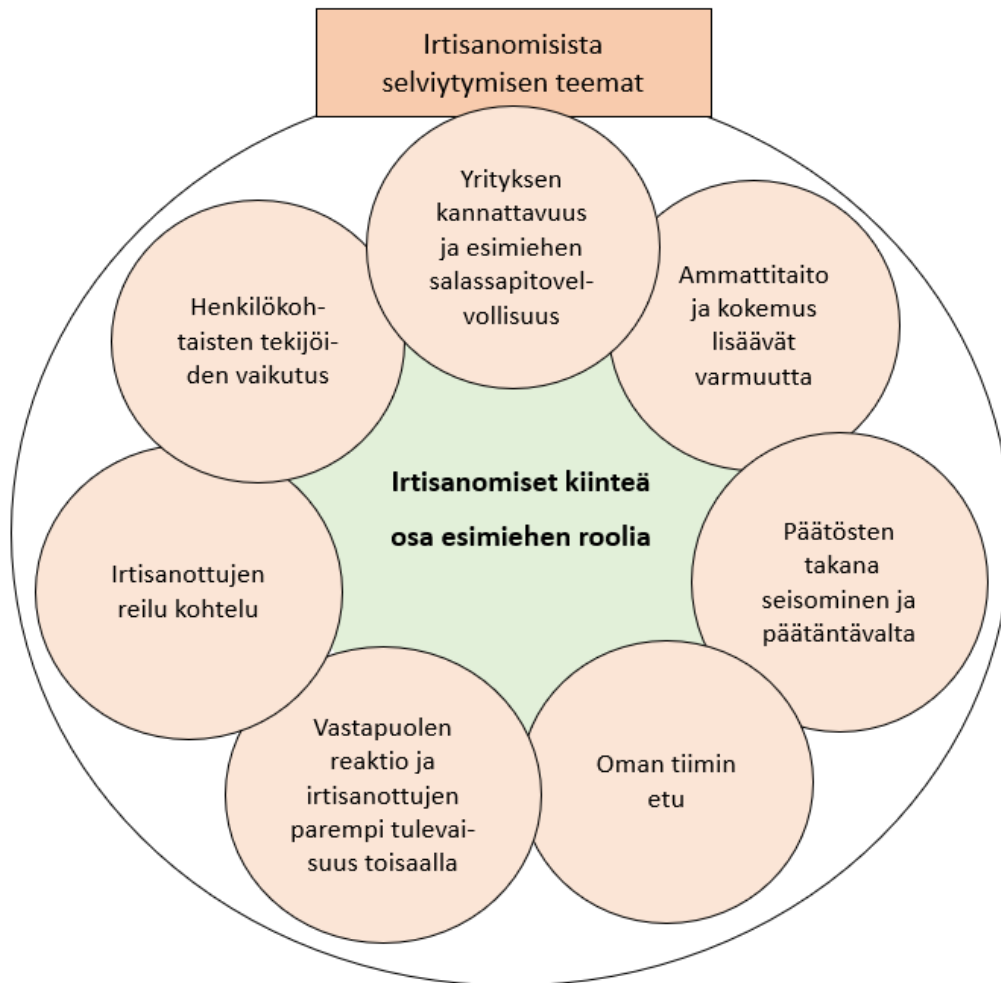 Irtisanomisista
selviytymisen teemat
Yrityksen
kannattavuus
ja esimiehen
salassapitovel-
vollisuus
Ammattitaito
ja kokemus
lisäävät
varmuutta
Päätösten
takana
seisominen ja
päätäntävalta
Oman tiimin
etu
Vastapuolen
reaktio ja
irtisanottujen
parempi tulevai-
suus toisaalla
Irtisanottujen
reilu kohtelu
Henkilökoh-
taisten tekijöi-
den vaikutus
Irtisanomiset kiinteä
osa esimiehen roolia